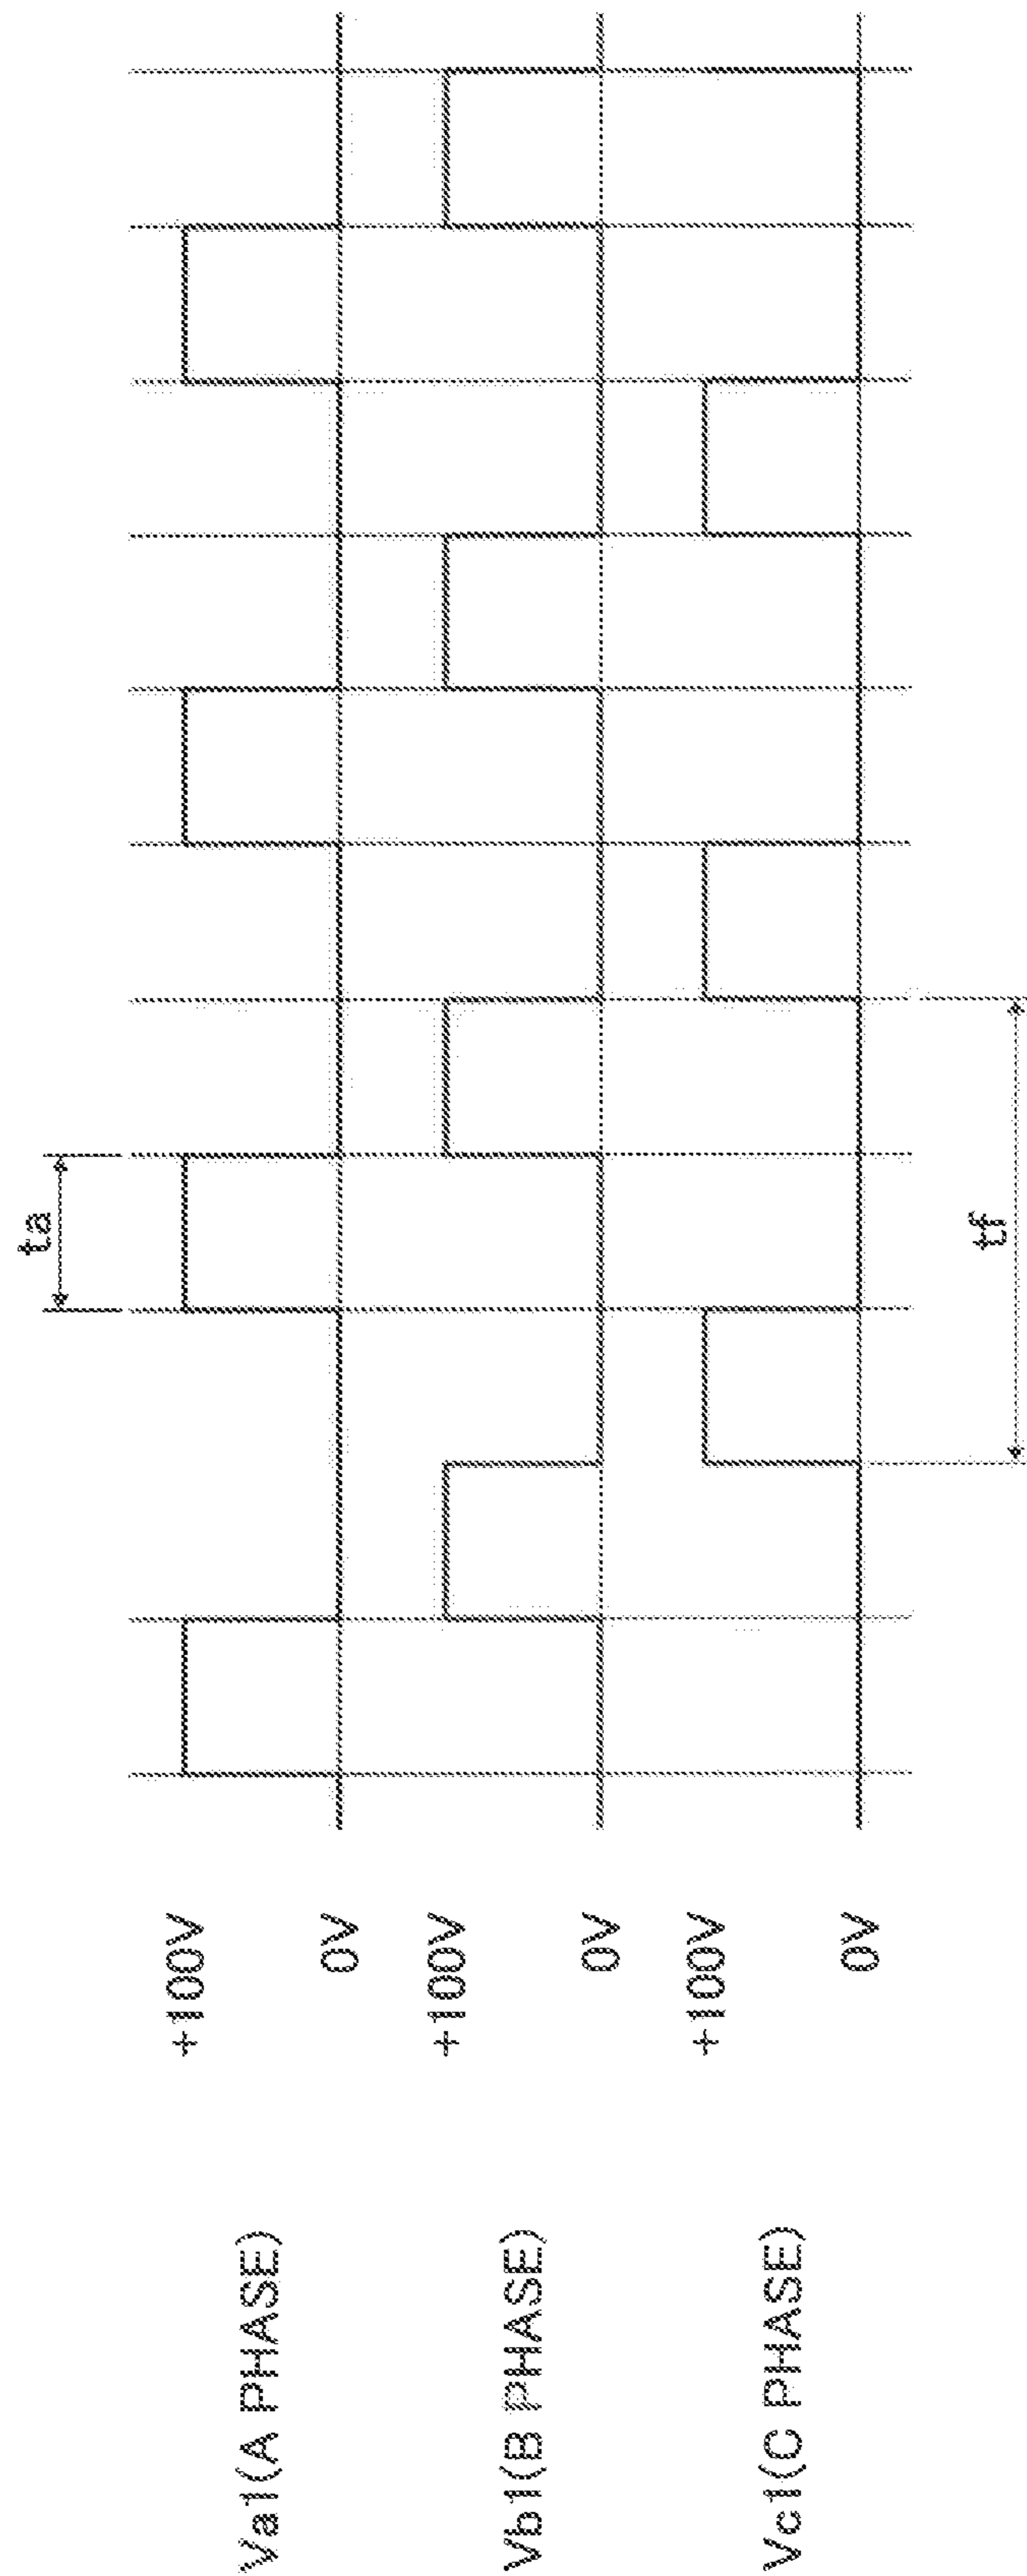 ta
Va1(A PHASE)
+100V
0V
Vb1(B PHASE)
+100V
0V
Vc1(C PHASE)
+100V
0V
tf